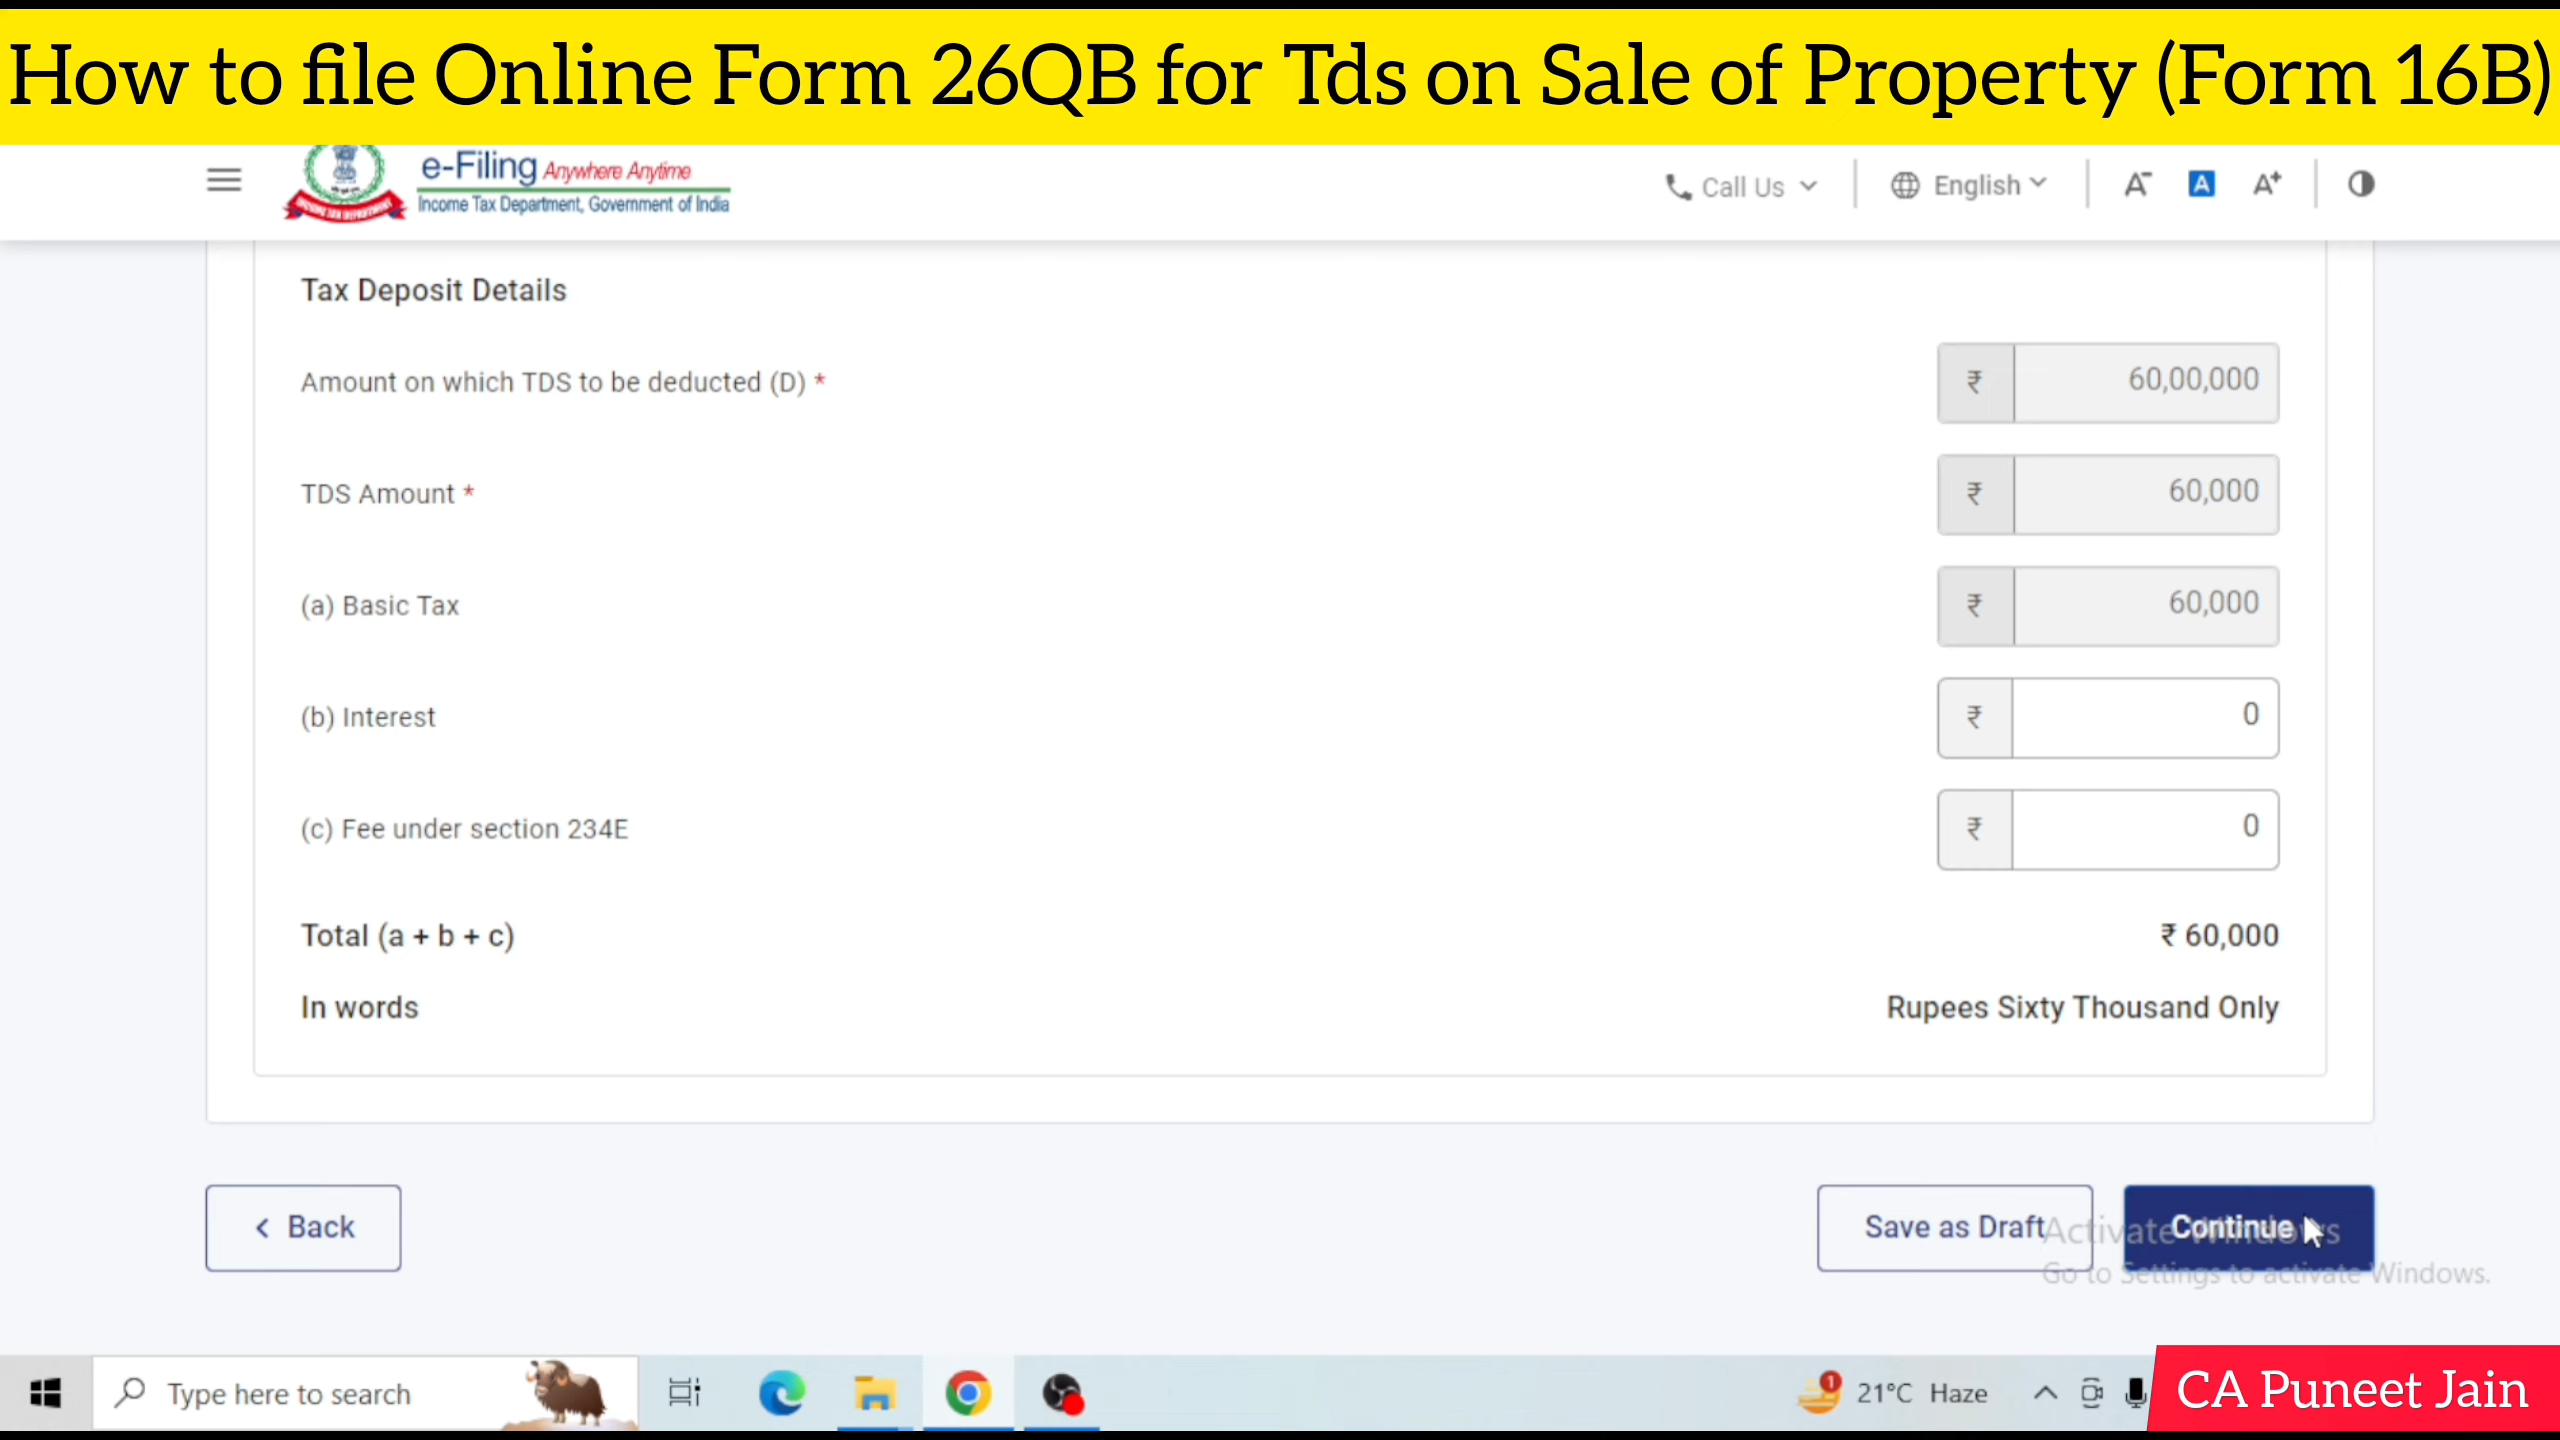 How to file Online Form 26QB for Tds on Sale of Property (Form 16B)
e-Filing Anywhere Anytime
Income Tax Department, Government of India
Call Us
English
A-
A
A+
Tax Deposit Details
Amount on which TDS to be deducted (D) *
₹ 60,00,000
TDS Amount *
₹ 60,000
(a) Basic Tax
₹ 60,000
(b) Interest
₹ 0
(c) Fee under section 234E
₹ 0
Total (a + b + c)
₹ 60,000
In words
Rupees Sixty Thousand Only
< Back
Save as Draft
Continue
Activate Windows
Go to Settings to activate Windows.
Type here to search
1
21°C Haze
CA Puneet Jain